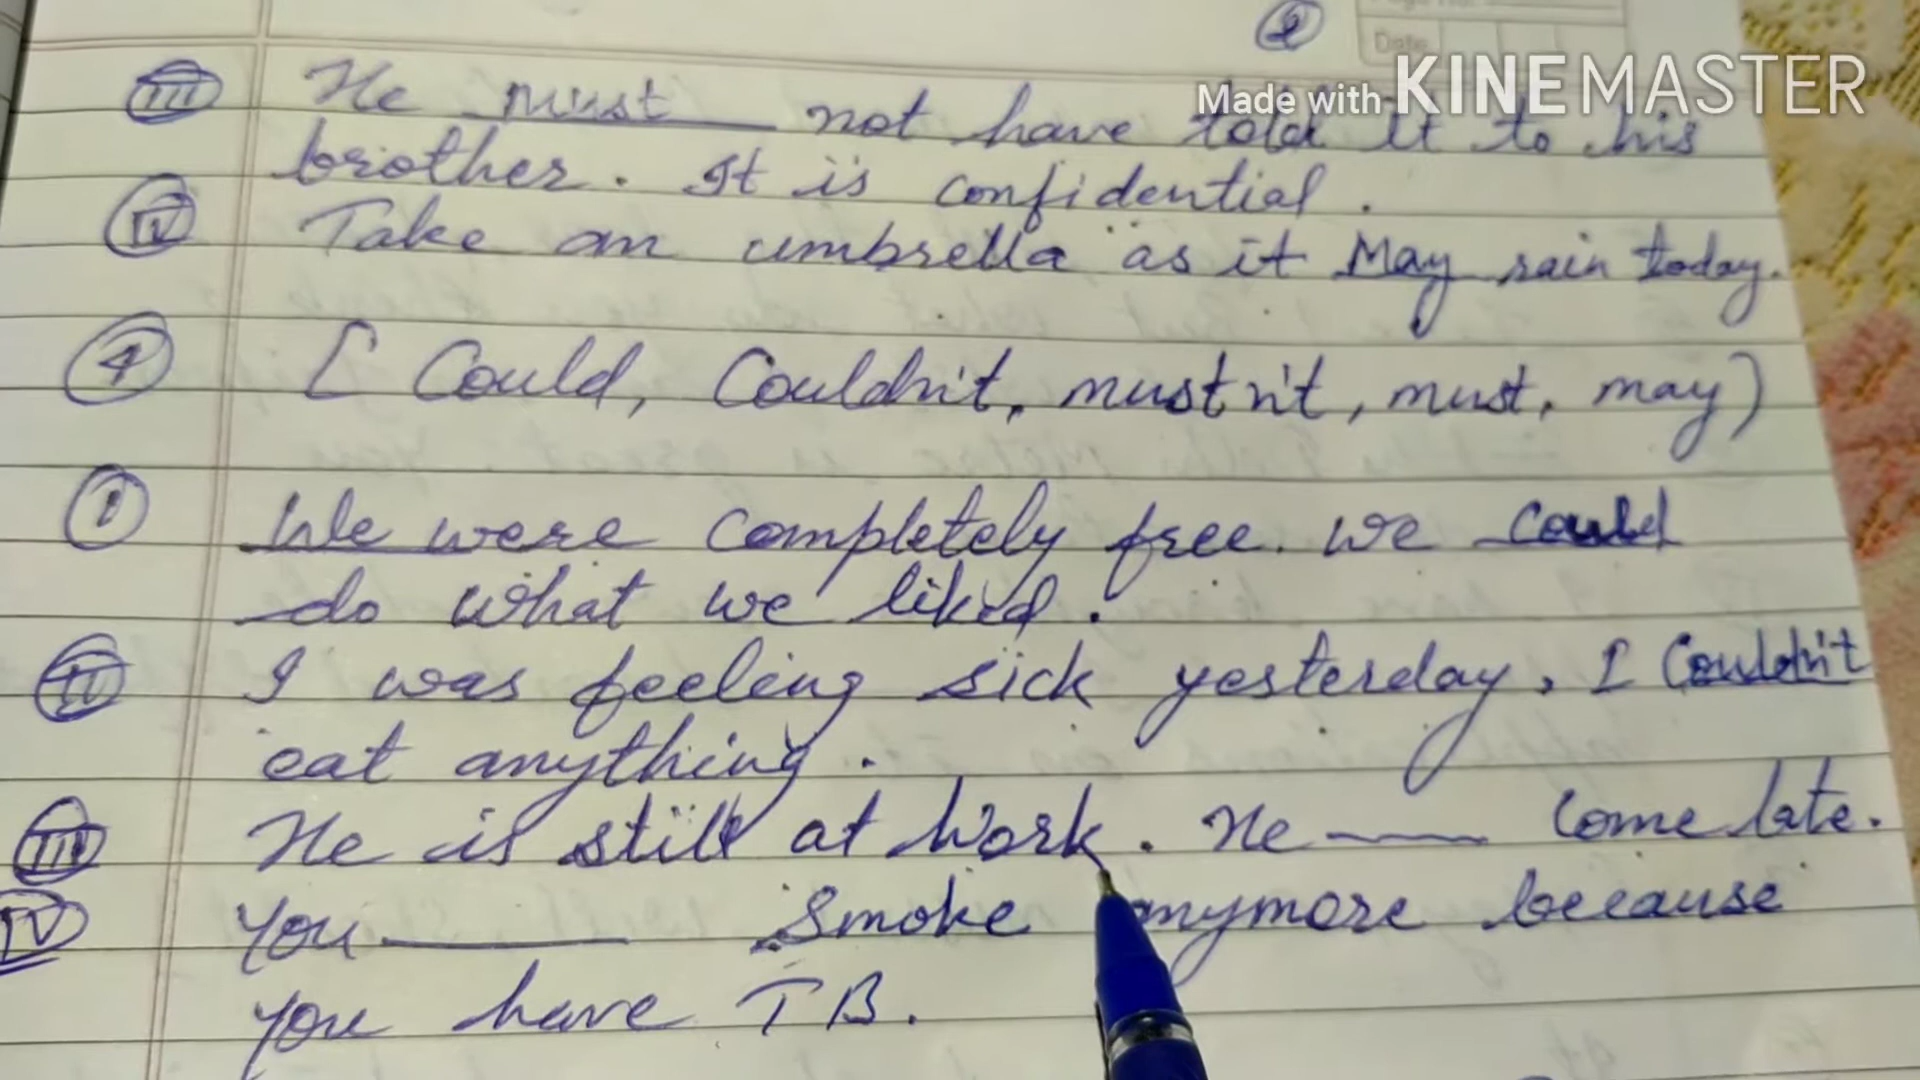 ②
Date
Made with KINEMASTER
III He must not have told it to his
brother. It is confidential.
IV Take an umbrella as it May rain today.
④ [ Could, Couldn't, mustn't, must, may)
① We were completely free. we could
do what we liked.
II I was feeling sick yesterday, I Couldn't
eat anything.
III He is still at work. He ___ Come late.
IV You ___ Smoke anymore because
you have TB.